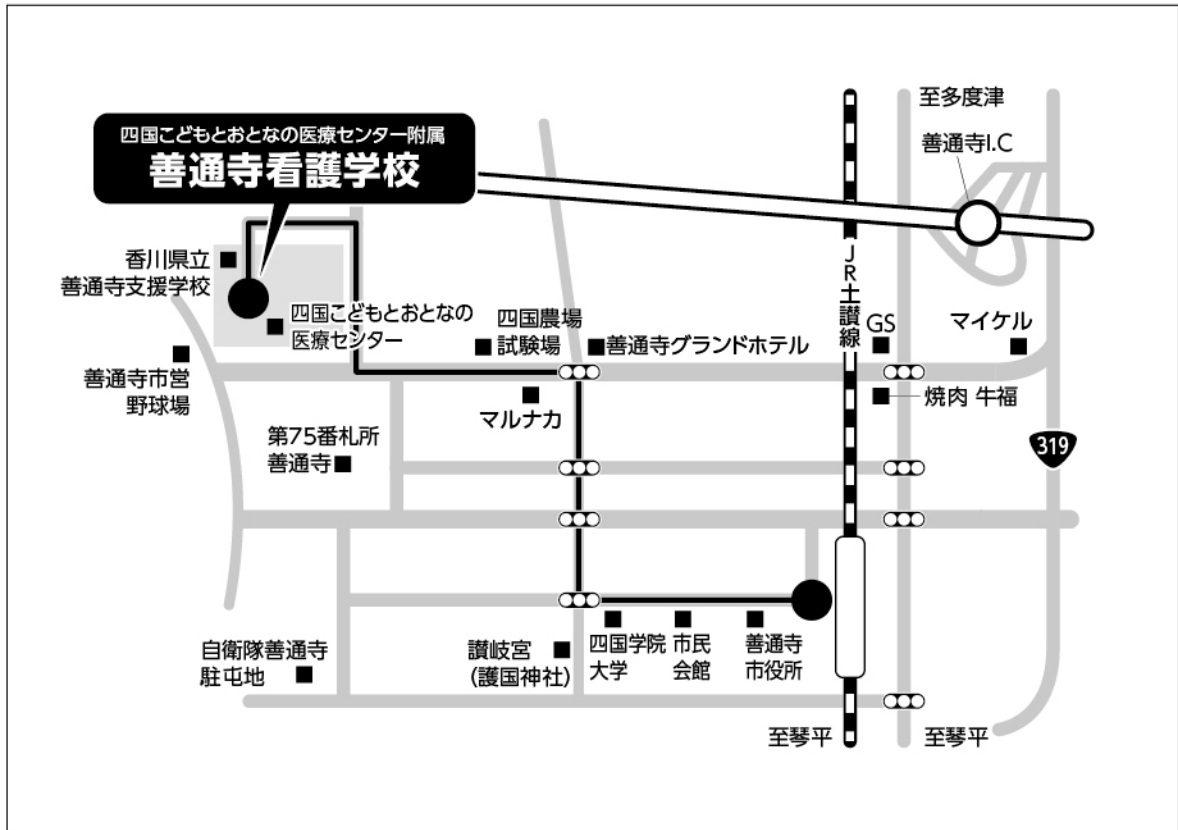 至多度津
善通寺I.C
四国こどもとおとなの医療センター附属
善通寺看護学校
香川県立
善通寺支援学校
四国こどもとおとなの
医療センター
四国農場
試験場
善通寺グランドホテル
JR土讃線
GS
マイケル
善通寺市営
野球場
マルナカ
焼肉 牛福
第75番札所
善通寺
319
自衛隊善通寺
駐屯地
讃岐宮
(護国神社)
四国学院
大学
市民
会館
善通寺
市役所
至琴平
至琴平